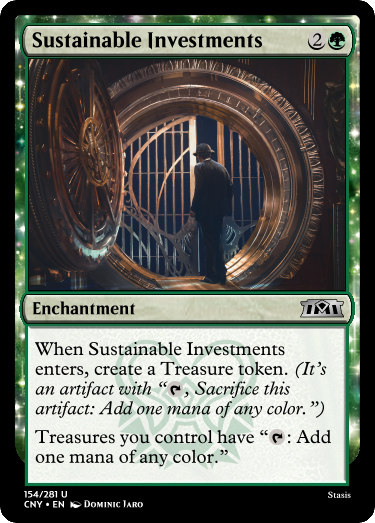 Sustainable Investments 2
Enchantment
When Sustainable Investments
enters, create a Treasure token. (It's
an artifact with “, Sacrifice this
artifact: Add one mana of any color.”)
Treasures you control have “: Add
one mana of any color.”
154/281 U
Stasis
CNY • EN DOMINIC JARO